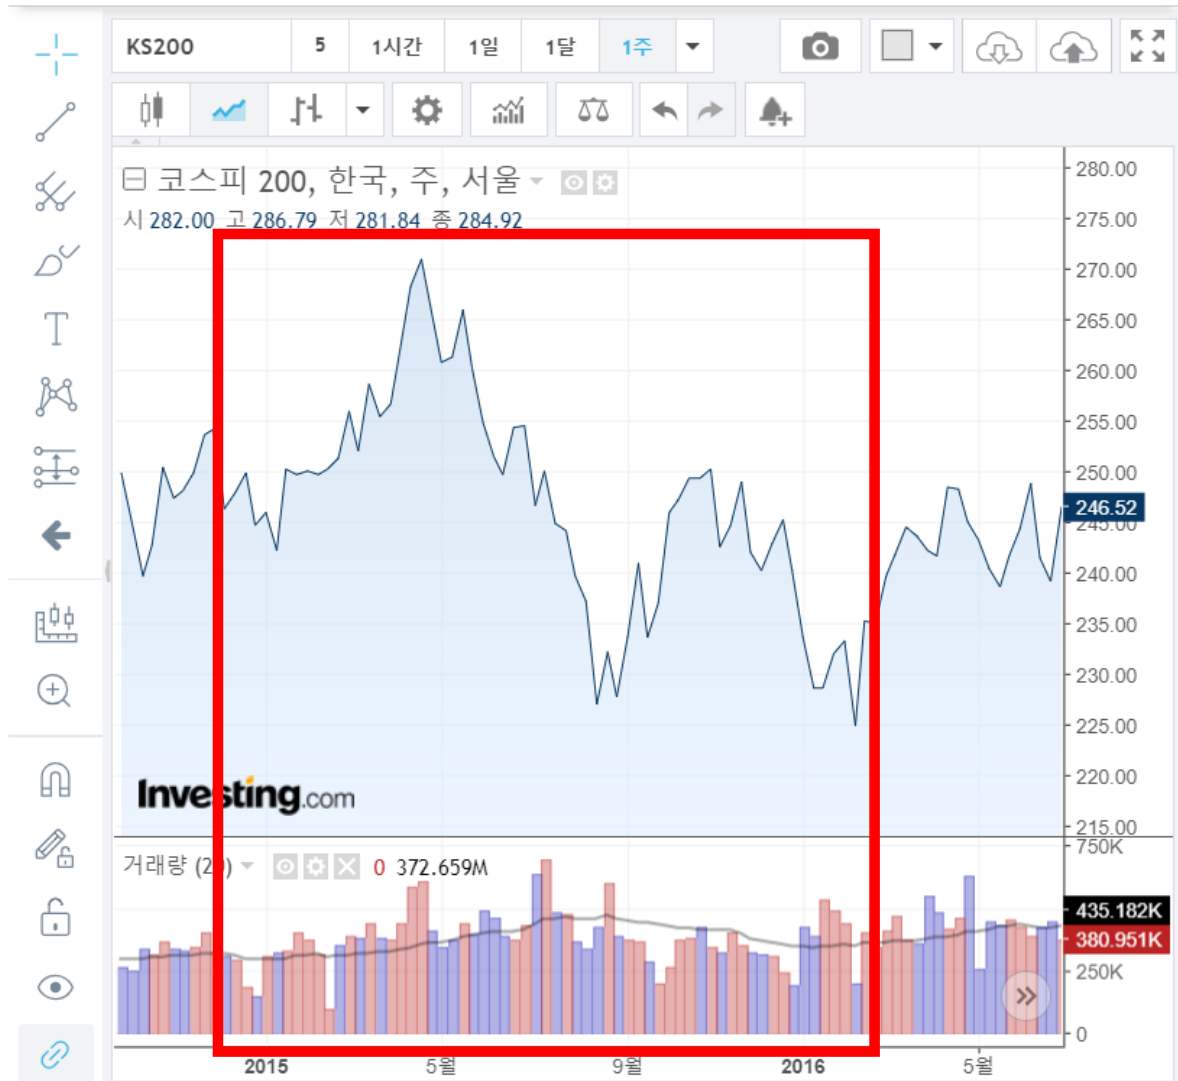 KS200 5 1시간 1일 1달 1주
코스피 200, 한국, 주, 서울
시 282.00 고 286.79 저 281.84 종 284.92
280.00
275.00
270.00
265.00
260.00
255.00
250.00
246.52
245.00
240.00
235.00
230.00
225.00
220.00
215.00
Investing.com
거래량 (20) 0 372.659M
750K
435.182K
380.951K
250K
0
2015 5월 9월 2016 5월